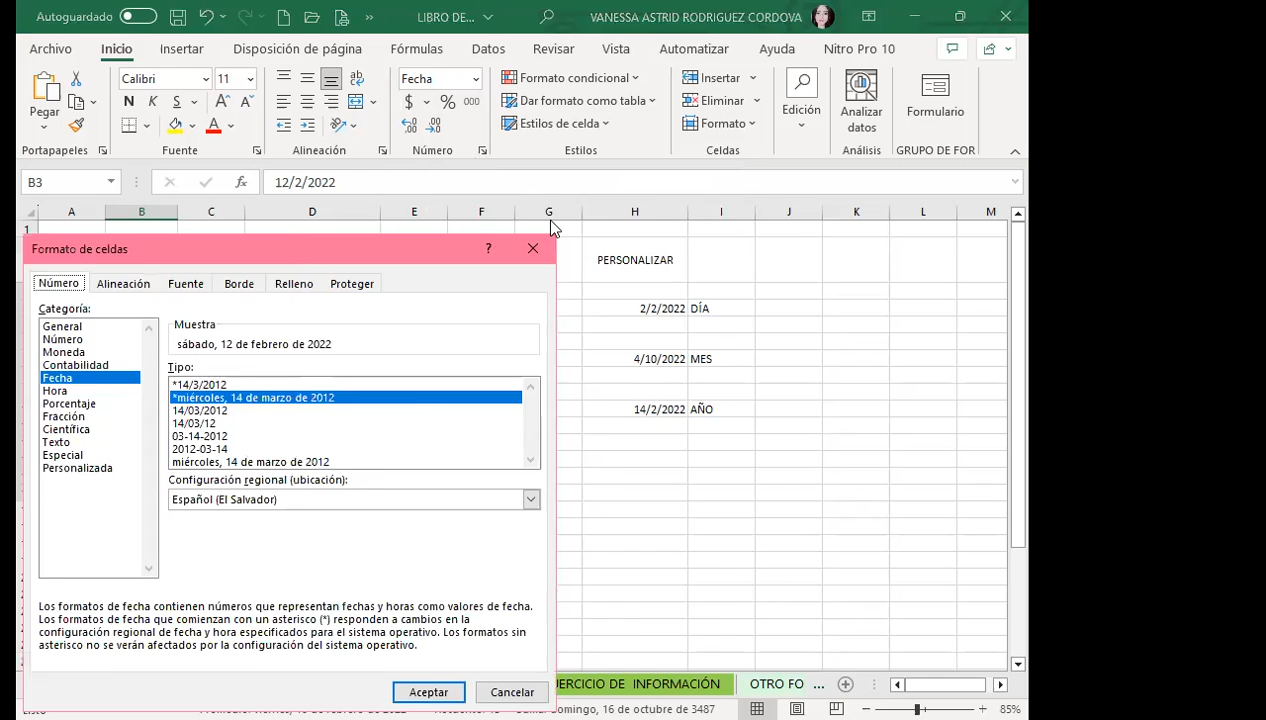 Autoguardado
LIBRO DE...
VANESSA ASTRID RODRIGUEZ CORDOVA
Archivo Inicio Insertar Disposición de página Fórmulas Datos Revisar Vista Automatizar Ayuda Nitro Pro 10
Pegar
Calibri 11
N K S
Fecha
$ % 000
Formato condicional
Dar formato como tabla
Estilos de celda
Insertar
Eliminar
Formato
Edición
Analizar
datos
Formulario
Portapapeles Fuente Alineación Número Estilos Celdas Análisis GRUPO DE FOR
B3 fx 12/2/2022
A B C D E F G H I J K L M
1
PERSONALIZAR
2/2/2022 DÍA
4/10/2022 MES
14/2/2022 AÑO
Formato de celdas ?
Número Alineación Fuente Borde Relleno Proteger
Categoría:
General
Número
Moneda
Contabilidad
Fecha
Hora
Porcentaje
Fracción
Científica
Texto
Especial
Personalizada
Muestra
sábado, 12 de febrero de 2022
Tipo:
*14/3/2012
*miércoles, 14 de marzo de 2012
14/03/2012
14/03/12
03-14-2012
2012-03-14
miércoles, 14 de marzo de 2012
Configuración regional (ubicación):
Español (El Salvador)
Los formatos de fecha contienen números que representan fechas y horas como valores de fecha.
Los formatos de fecha que comienzan con un asterisco (*) responden a cambios en la
configuración regional de fecha y hora especificados para el sistema operativo. Los formatos sin
asterisco no se verán afectados por la configuración del sistema operativo.
Aceptar Cancelar
JERCICIO DE INFORMACIÓN OTRO FO ...
domingo, 16 de octubre de 3487
85%